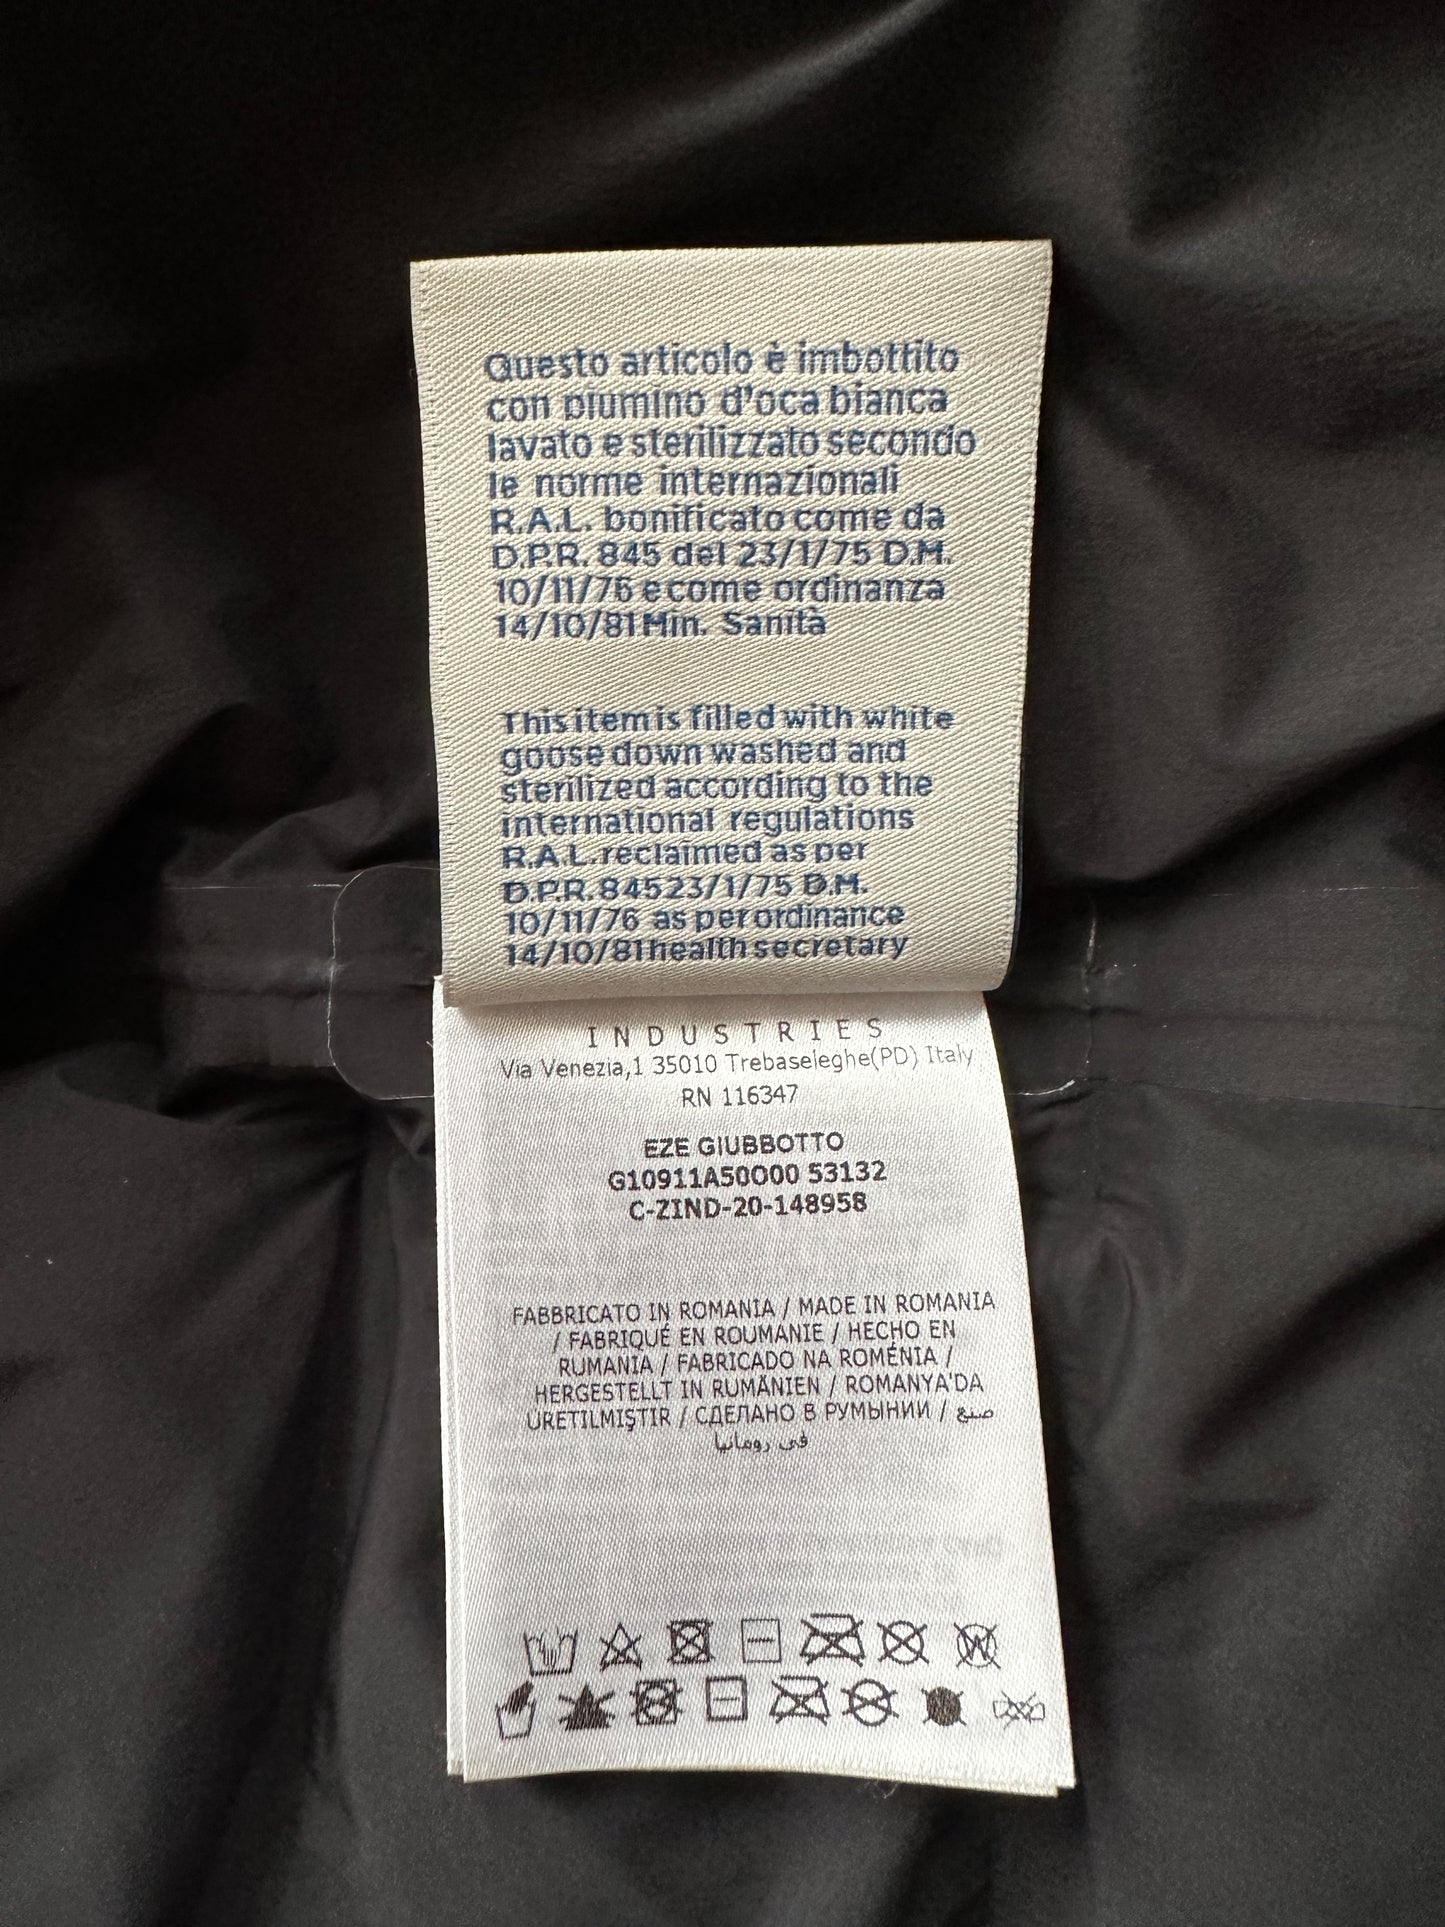 Questo articolo è imbottito
con piumino d'oca bianca
lavato e sterilizzato secondo
le norme internazionali
R.A.L. bonificato come da
D.P.R. 845 del 23/1/75 D.M.
10/11/76 e come ordinanza
14/10/81 Min. Sanità
This item is filled with white
goose down washed and
sterilized according to the
international regulations
R.A.L. reclaimed as per
D.P.R. 845 23/1/75 D.M.
10/11/76 as per ordinance
14/10/81 health secretary
INDUSTRIES
Via Venezia,1 35010 Trebaseleghe(PD) Italy
RN 116347
EZE GIUBBOTTO
G10911A50000 53132
C-ZIND-20-148958
FABBRICATO IN ROMANIA / MADE IN ROMANIA
/ FABRIQUÉ EN ROUMANIE / HECHO EN
RUMANIA / FABRICADO NA ROMÉNIA /
HERGESTELLT IN RUMÄNIEN / ROMANYA'DA
ÜRETILMIŞTIR / СДЕЛАНО В РУМЫНИИ / صنع
فى رومانيا
W